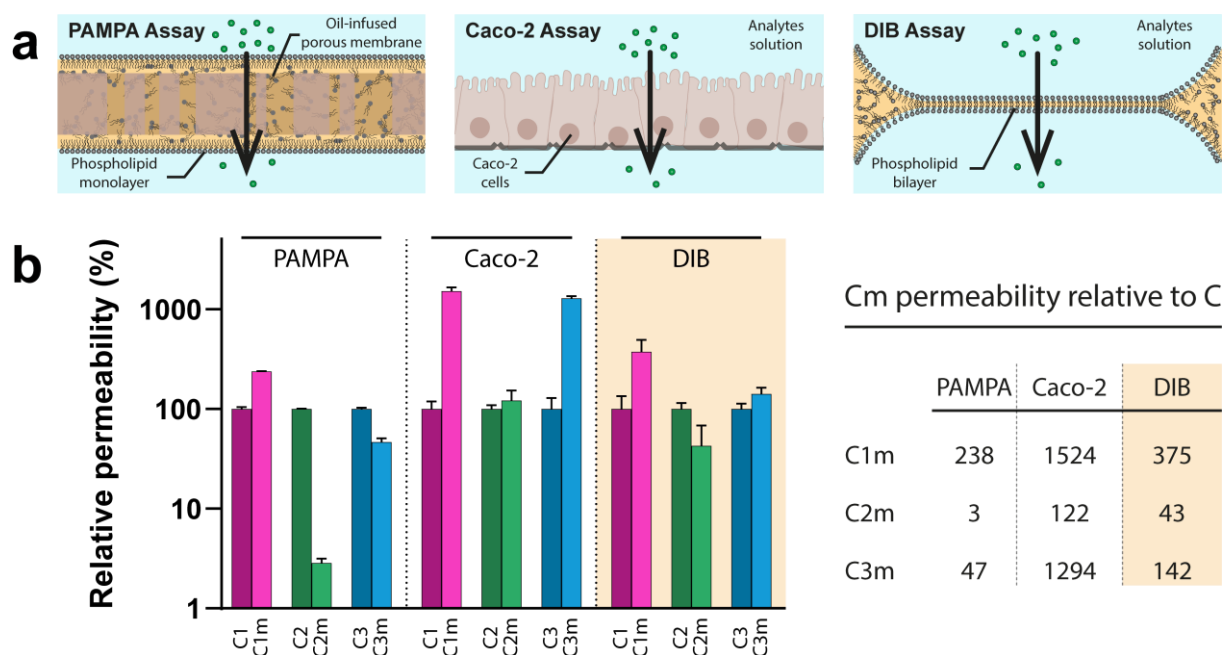 a
PAMPA Assay
Oil-infused
porous membrane
Phospholipid
monolayer
Caco-2 Assay
Analytes
solution
Caco-2
cells
DIB Assay
Analytes
solution
Phospholipid
bilayer
b
Relative permeability (%)
PAMPA
Caco-2
DIB
1000
100
10
1
C1
C1m
C2
C2m
C3
C3m
C1
C1m
C2
C2m
C3
C3m
C1
C1m
C2
C2m
C3
C3m
Cm permeability relative to C
PAMPA Caco-2 DIB
C1m 238 1524 375
C2m 3 122 43
C3m 47 1294 142